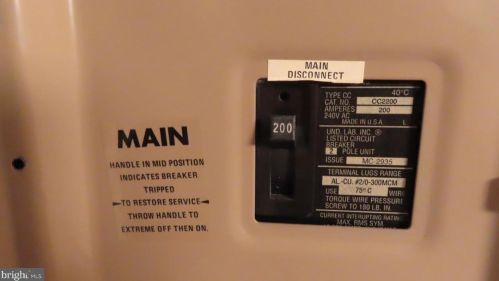 MAIN
DISCONNECT
TYPE CC 40°C
CAT. NO. CC2200
AMPERES 200
240V AC
MADE IN U.S.A. L
UND. LAB. INC.®
LISTED CIRCUIT
BREAKER
2 POLE UNIT
ISSUE MC-2935
TERMINAL LUGS RANGE
AL.-CU. #2/0-300MCM
USE 75°C WIRE
TORQUE WIRE PRESSURE
SCREW TO 180 LB. IN.
CURRENT INTERRUPTING RATING
MAX. RMS SYM.
200
MAIN
HANDLE IN MID POSITION
INDICATES BREAKER
TRIPPED
TO RESTORE SERVICE
THROW HANDLE TO
EXTREME OFF THEN ON.
bright MLS